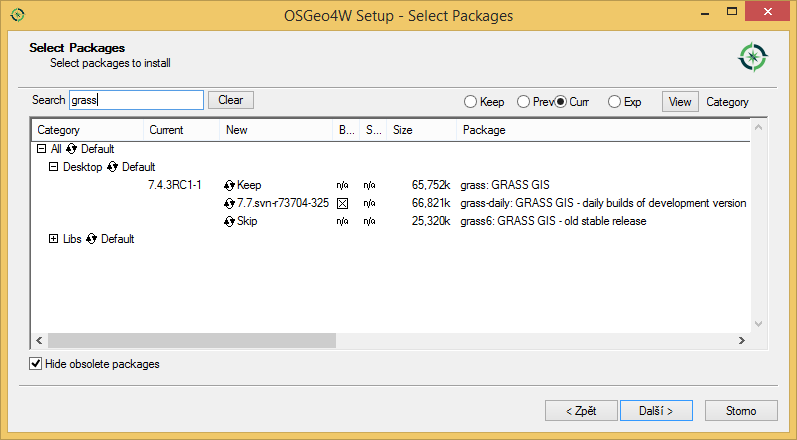 OSGeo4W Setup - Select Packages
Select Packages
Select packages to install
Search grass Clear Keep Prev Curr Exp View Category
Category Current New B... S... Size Package
All Default
Desktop Default
7.4.3RC1-1 Keep n/a n/a 65,752k grass: GRASS GIS
7.7.svn-r73704-325 n/a 66,821k grass-daily: GRASS GIS - daily builds of development version
Skip n/a n/a 25,320k grass6: GRASS GIS - old stable release
Libs Default
Hide obsolete packages
< Zpět Další > Storno